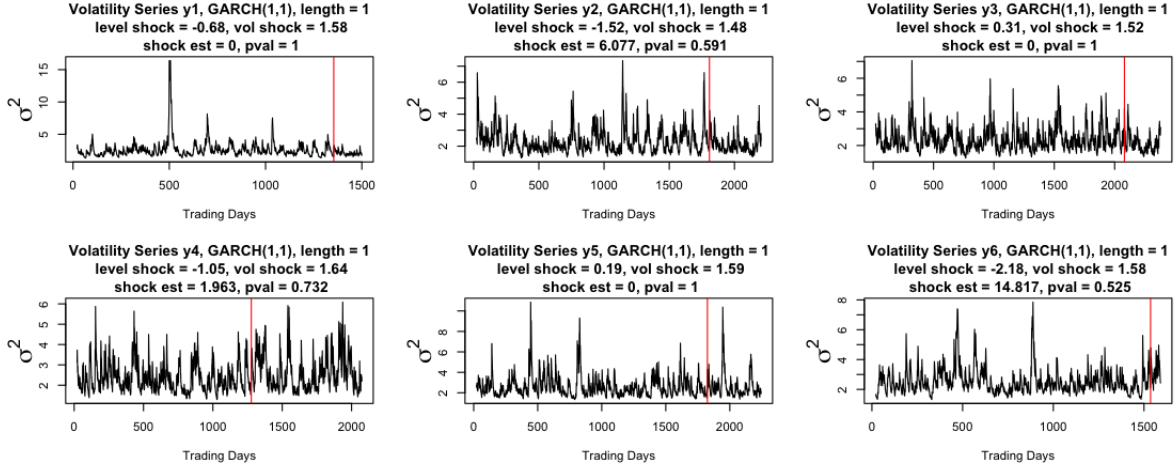 Volatility Series y1, GARCH(1,1), length = 1
level shock = -0.68, vol shock = 1.58
shock est = 0, pval = 1
σ²
15
10
5
0
500
1000
1500
Trading Days
Volatility Series y2, GARCH(1,1), length = 1
level shock = -1.52, vol shock = 1.48
shock est = 6.077, pval = 0.591
σ²
6
4
2
0
500
1000
1500
2000
Trading Days
Volatility Series y3, GARCH(1,1), length = 1
level shock = 0.31, vol shock = 1.52
shock est = 0, pval = 1
σ²
6
4
2
0
500
1000
1500
2000
Trading Days
Volatility Series y4, GARCH(1,1), length = 1
level shock = -1.05, vol shock = 1.64
shock est = 1.963, pval = 0.732
σ²
6
5
4
3
2
0
500
1000
1500
2000
Trading Days
Volatility Series y5, GARCH(1,1), length = 1
level shock = 0.19, vol shock = 1.59
shock est = 0, pval = 1
σ²
8
6
4
2
0
500
1000
1500
2000
Trading Days
Volatility Series y6, GARCH(1,1), length = 1
level shock = -2.18, vol shock = 1.58
shock est = 14.817, pval = 0.525
σ²
8
6
4
2
0
500
1000
1500
Trading Days